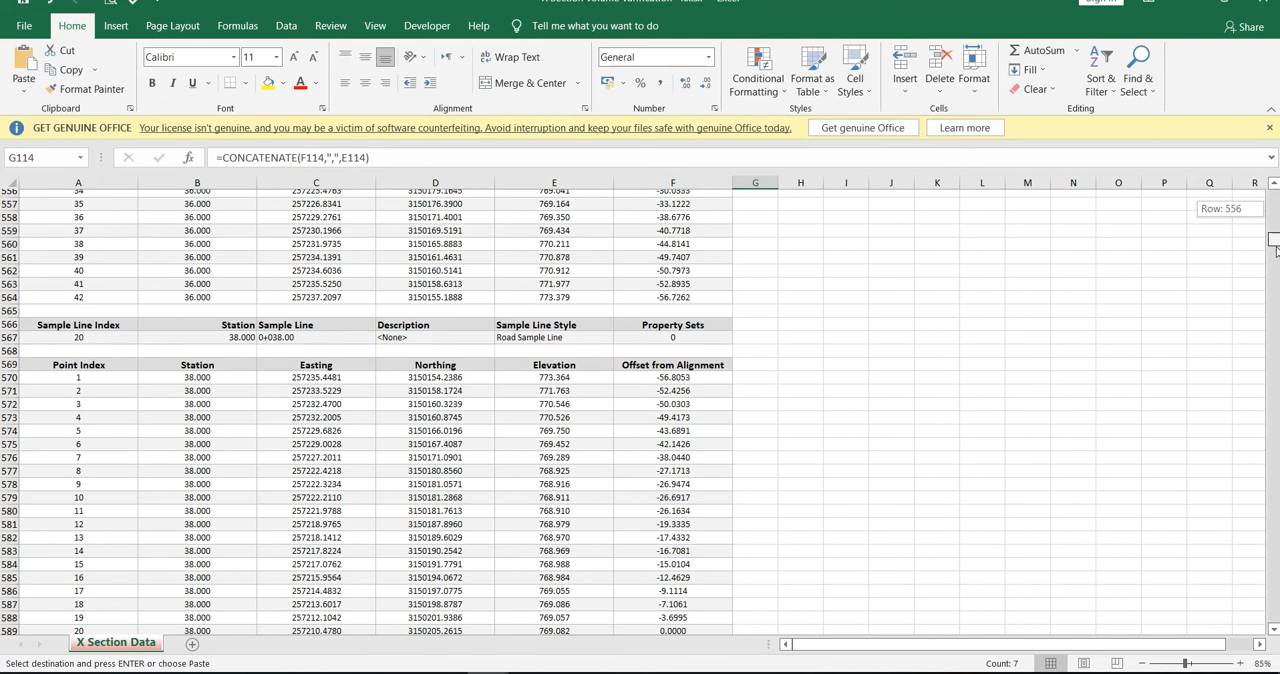 File Home Insert Page Layout Formulas Data Review View Developer Help Tell me what you want to do Share
Cut
Copy
Format Painter
Paste
Clipboard
Calibri 11
B I U
Font
Wrap Text
Merge & Center
Alignment
General
Number
Conditional Formatting
Format as Table
Cell Styles
Styles
Insert Delete Format
Cells
AutoSum
Fill
Clear
Sort & Filter
Find & Select
Editing
GET GENUINE OFFICE Your license isn't genuine, and you may be a victim of software counterfeiting. Avoid interruption and keep your files safe with genuine Office today. Get genuine Office Learn more
G114 =CONCATENATE(F114,",",E114)
A B C D E F G H I J K L M N O P Q R
556 34 36.000 257225.4763 3150179.1645 769.041 -30.0333
Row: 556
557 35 36.000 257226.8341 3150176.3900 769.164 -33.1222
558 36 36.000 257229.2761 3150171.4001 769.350 -38.6776
559 37 36.000 257230.1966 3150169.5191 769.434 -40.7718
560 38 36.000 257231.9735 3150165.8883 770.211 -44.8141
561 39 36.000 257234.1391 3150161.4631 770.878 -49.7407
562 40 36.000 257234.6036 3150160.5141 770.912 -50.7973
563 41 36.000 257235.5250 3150158.6313 771.977 -52.8935
564 42 36.000 257237.2097 3150155.1888 773.379 -56.7262
565
566 Sample Line Index Station Sample Line Description Sample Line Style Property Sets
567 20 38.000 0+038.00 <None> Road Sample Line 0
568
569 Point Index Station Easting Northing Elevation Offset from Alignment
570 1 38.000 257235.4481 3150154.2386 773.364 -56.8053
571 2 38.000 257233.5229 3150158.1724 771.763 -52.4256
572 3 38.000 257232.4700 3150160.3239 770.546 -50.0303
573 4 38.000 257232.2005 3150160.8745 770.526 -49.4173
574 5 38.000 257229.6826 3150166.0196 769.750 -43.6891
575 6 38.000 257229.0028 3150167.4087 769.452 -42.1426
576 7 38.000 257227.2011 3150171.0901 769.289 -38.0440
577 8 38.000 257222.4218 3150180.8560 768.925 -27.1713
578 9 38.000 257222.3234 3150181.0571 768.916 -26.9474
579 10 38.000 257222.2110 3150181.2868 768.911 -26.6917
580 11 38.000 257221.9788 3150181.7613 768.910 -26.1634
581 12 38.000 257218.9765 3150187.8960 768.979 -19.3335
582 13 38.000 257218.1412 3150189.6029 768.970 -17.4332
583 14 38.000 257217.8224 3150190.2542 768.969 -16.7081
584 15 38.000 257217.0762 3150191.7791 768.988 -15.0104
585 16 38.000 257215.9564 3150194.0672 768.984 -12.4629
586 17 38.000 257214.4832 3150197.0775 769.055 -9.1114
587 18 38.000 257213.6017 3150198.8787 769.086 -7.1061
588 19 38.000 257212.1042 3150201.9386 769.057 -3.6995
589 20 38.000 257210.4780 3150205.2615 769.082 0.0000
X Section Data
Select destination and press ENTER or choose Paste Count: 7 85%